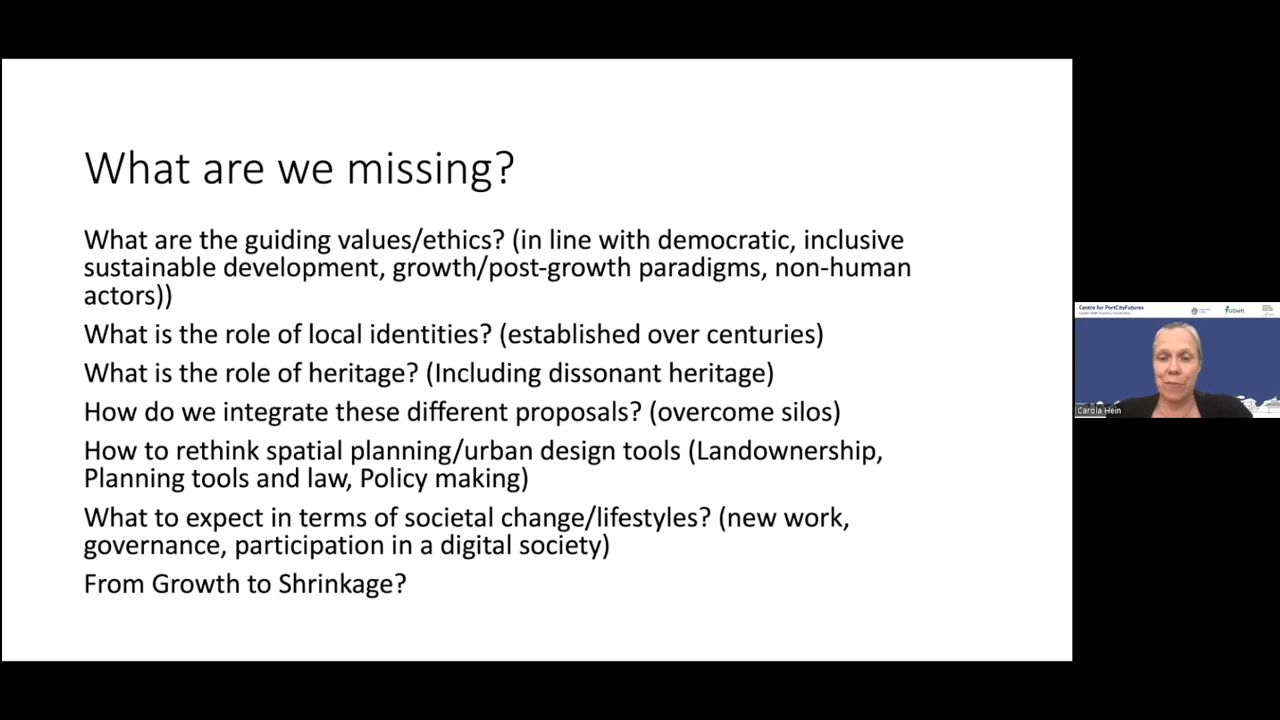 What are we missing?
What are the guiding values/ethics? (in line with democratic, inclusive
sustainable development, growth/post-growth paradigms, non-human
actors))
What is the role of local identities? (established over centuries)
What is the role of heritage? (Including dissonant heritage)
How do we integrate these different proposals? (overcome silos)
How to rethink spatial planning/urban design tools (Landownership,
Planning tools and law, Policy making)
What to expect in terms of societal change/lifestyles? (new work,
governance, participation in a digital society)
From Growth to Shrinkage?
Centre for PortCityFutures
TUDelft
Carola Hein